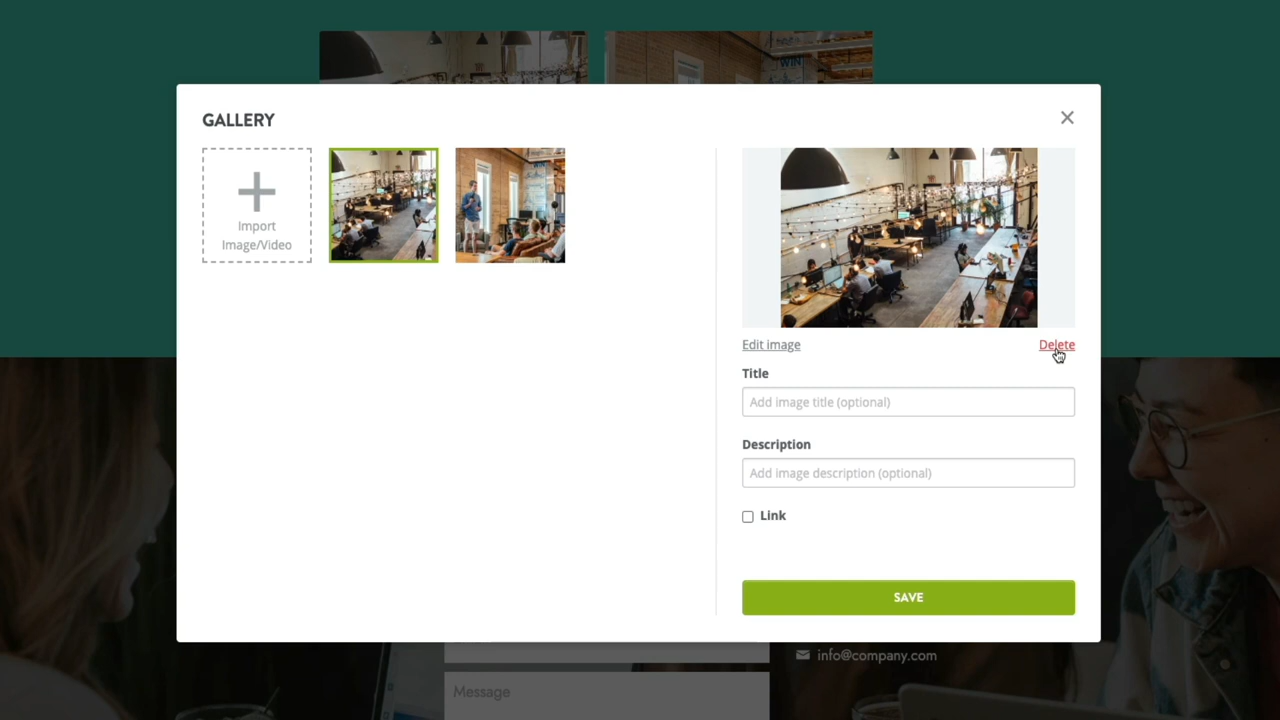 WIN
GALLERY
Import
Image/Video
Edit image
Delete
Title
Add image title (optional)
Description
Add image description (optional)
Link
SAVE
info@company.com
Message